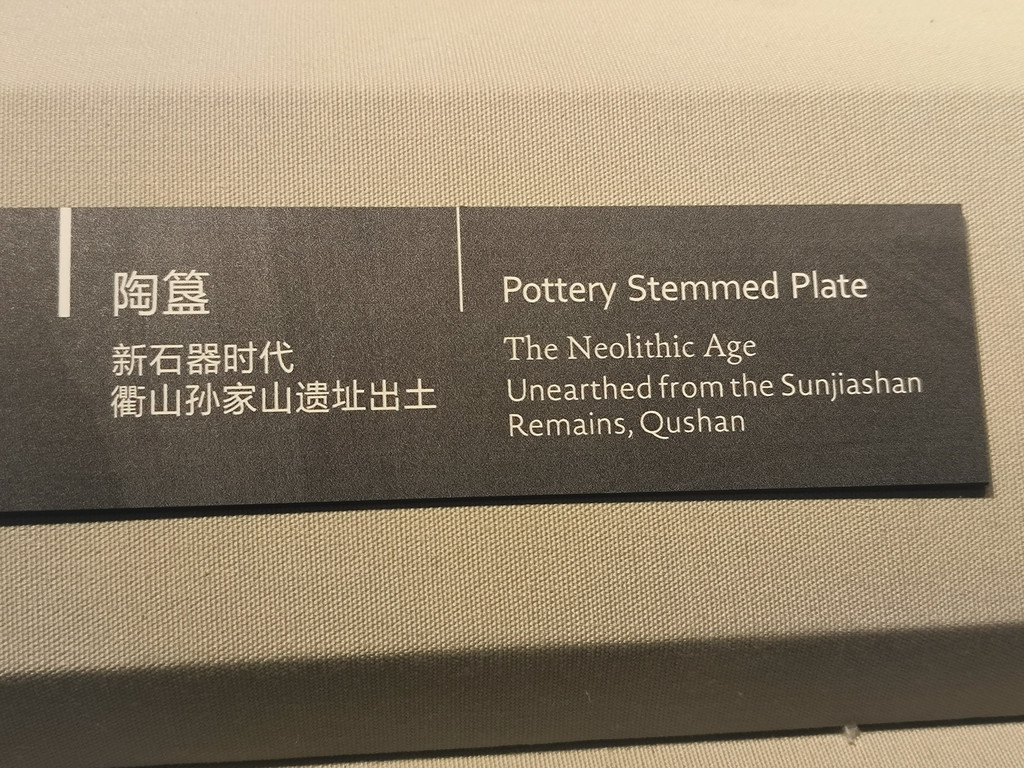 陶簋
新石器时代
衢山孙家山遗址出土
Pottery Stemmed Plate
The Neolithic Age
Unearthed from the Sunjiashan
Remains, Qushan